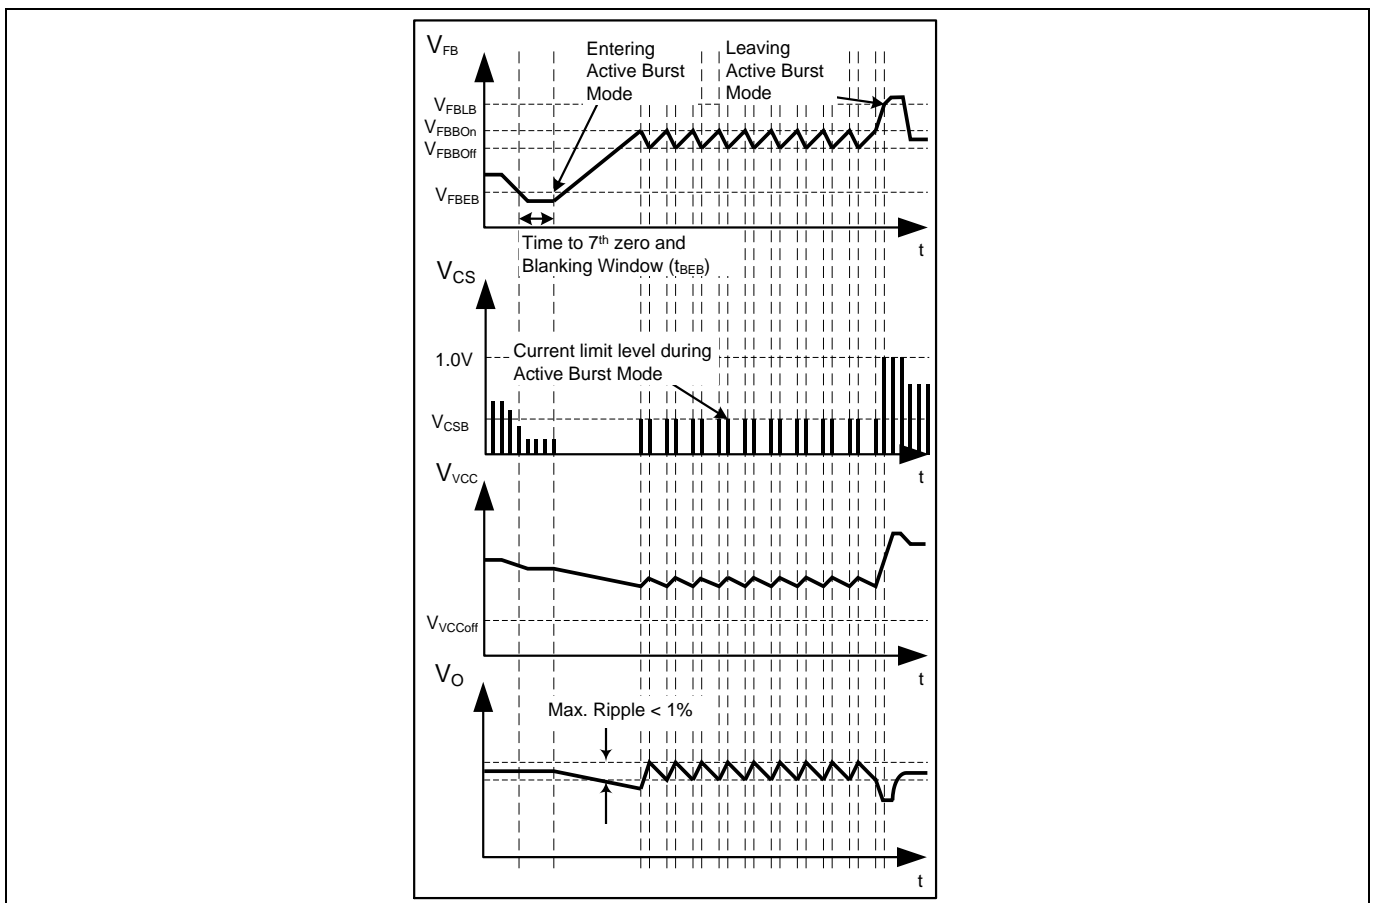 V_FB
Entering
Active Burst
Mode
Leaving
Active Burst
Mode
V_FBLB
V_FBBOn
V_FBBOff
V_FBEB
t
Time to 7th zero and
Blanking Window (t_BEB)
V_CS
1.0V
Current limit level during
Active Burst Mode
V_CSB
t
V_VCC
V_VCCoff
t
V_O
Max. Ripple < 1%
t